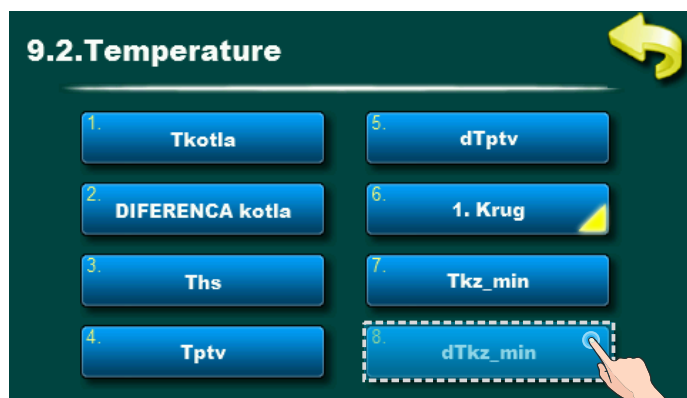 9.2.Temperature
1.
Tkotla
2.
DIFERENCA kotla
3.
Ths
4.
Tptv
5.
dTptv
6.
1. Krug
7.
Tkz_min
8.
dTkz_min